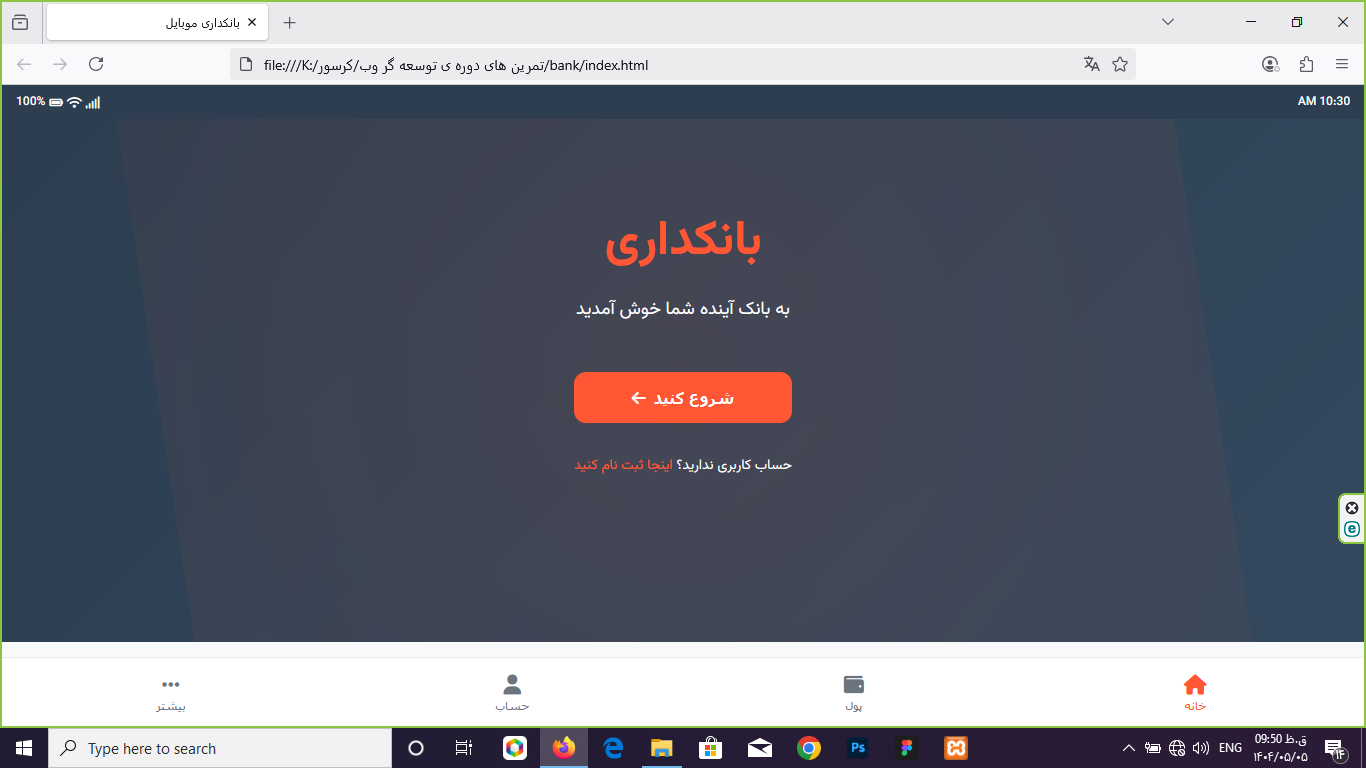 بانکداری موبایل
file:///K:/تمرین های دوره ی توسعه گر وب/کرسور/bank/index.html
100%
AM 10:30
بانکداری
به بانک آینده شما خوش آمدید
شروع کنید ←
حساب کاربری ندارید؟ اینجا ثبت نام کنید
خانه
پول
حساب
بیشتر
Type here to search
Ps
ENG
09:50 ق.ظ
۱۴۰۴/۰۵/۰۵
۱۴